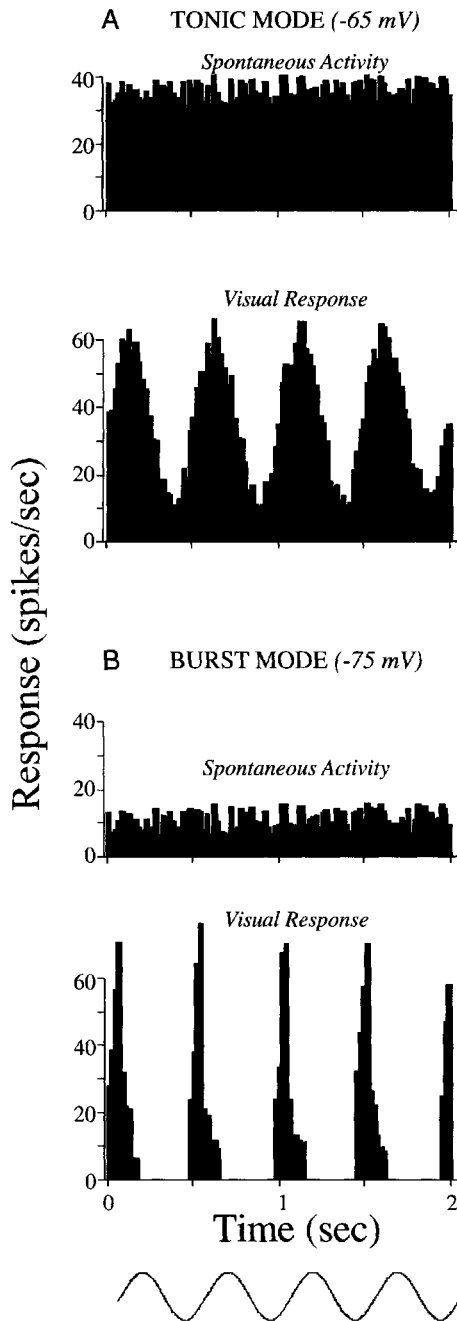 A TONIC MODE (-65 mV)
Spontaneous Activity
40
20
0
Visual Response
60
40
20
0
Response (spikes/sec)
B BURST MODE (-75 mV)
40
Spontaneous Activity
20
0
Visual Response
60
40
20
0
0 1 2
Time (sec)